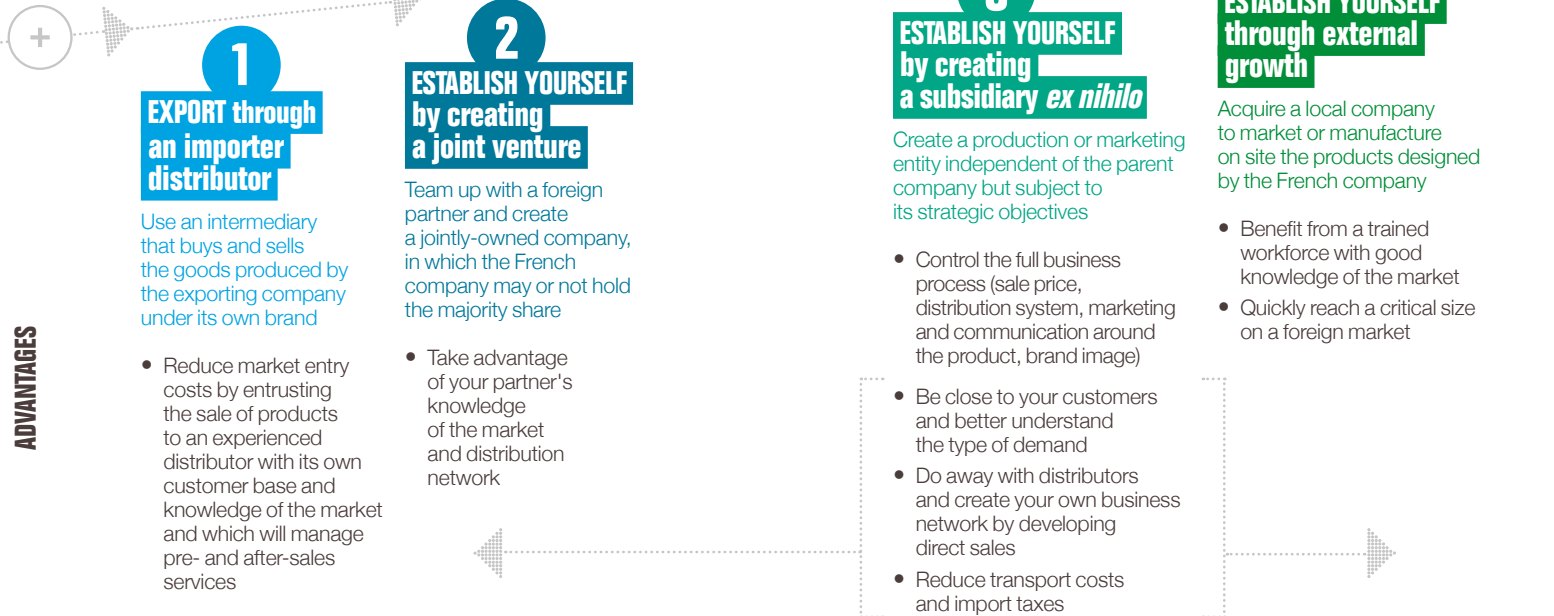 +
1
EXPORT through
an importer
distributor
Use an intermediary
that buys and sells
the goods produced by
the exporting company
under its own brand
ADVANTAGES
• Reduce market entry
costs by entrusting
the sale of products
to an experienced
distributor with its own
customer base and
knowledge of the market
and which will manage
pre- and after-sales
services
2
ESTABLISH YOURSELF
by creating
a joint venture
Team up with a foreign
partner and create
a jointly-owned company,
in which the French
company may or not hold
the majority share
• Take advantage
of your partner's
knowledge
of the market
and distribution
network
ESTABLISH YOURSELF
by creating
a subsidiary ex nihilo
Create a production or marketing
entity independent of the parent
company but subject to
its strategic objectives
• Control the full business
process (sale price,
distribution system, marketing
and communication around
the product, brand image)
• Be close to your customers
and better understand
the type of demand
• Do away with distributors
and create your own business
network by developing
direct sales
• Reduce transport costs
and import taxes
ESTABLISH YOURSELF
through external
growth
Acquire a local company
to market or manufacture
on site the products designed
by the French company
• Benefit from a trained
workforce with good
knowledge of the market
• Quickly reach a critical size
on a foreign market